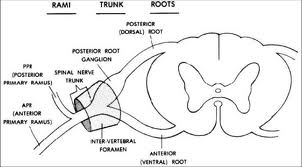 RAMI TRUNK ROOTS
POSTERIOR
(DORSAL) ROOT
POSTERIOR ROOT
GANGLION
PPR
(POSTERIOR
PRIMARY RAMUS)
SPINAL NERVE
TRUNK
APR
(ANTERIOR
PRIMARY RAMUS)
INTER-VERTEBRAL
FORAMEN
ANTERIOR
(VENTRAL) ROOT